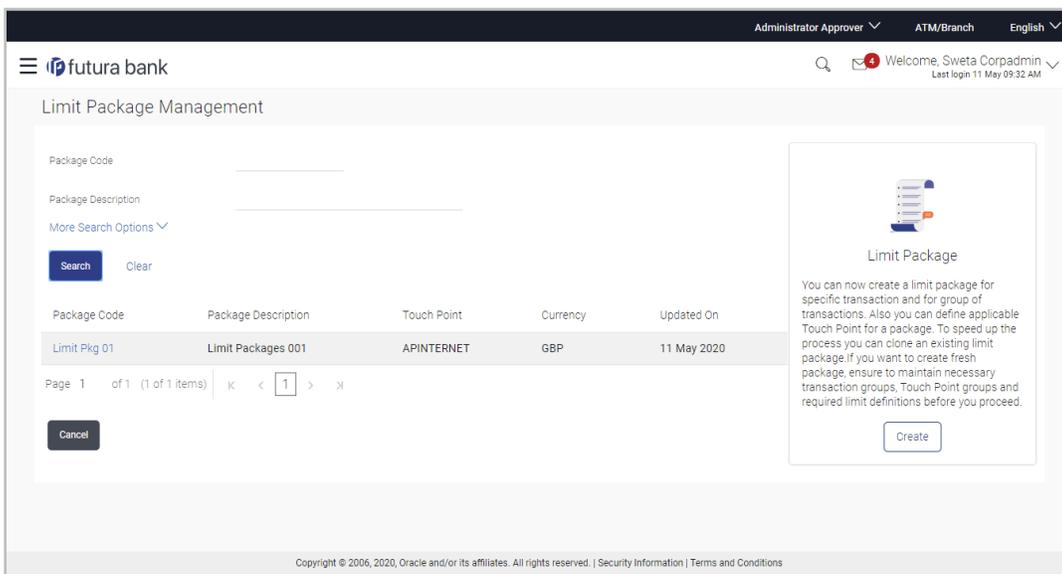 Administrator Approver ATM/Branch English
futura bank
4 Welcome, Sweta Corpadmin
Last login 11 May 09:32 AM
Limit Package Management
Package Code
Package Description
More Search Options
Search Clear
Package Code Package Description Touch Point Currency Updated On
Limit Pkg 01 Limit Packages 001 APINTERNET GBP 11 May 2020
Page 1 of 1 (1 of 1 items) 1
Cancel
Limit Package
You can now create a limit package for
specific transaction and for group of
transactions. Also you can define applicable
Touch Point for a package. To speed up the
process you can clone an existing limit
package.If you want to create fresh
package, ensure to maintain necessary
transaction groups, Touch Point groups and
required limit definitions before you proceed.
Create
Copyright © 2006, 2020, Oracle and/or its affiliates. All rights reserved. | Security Information | Terms and Conditions